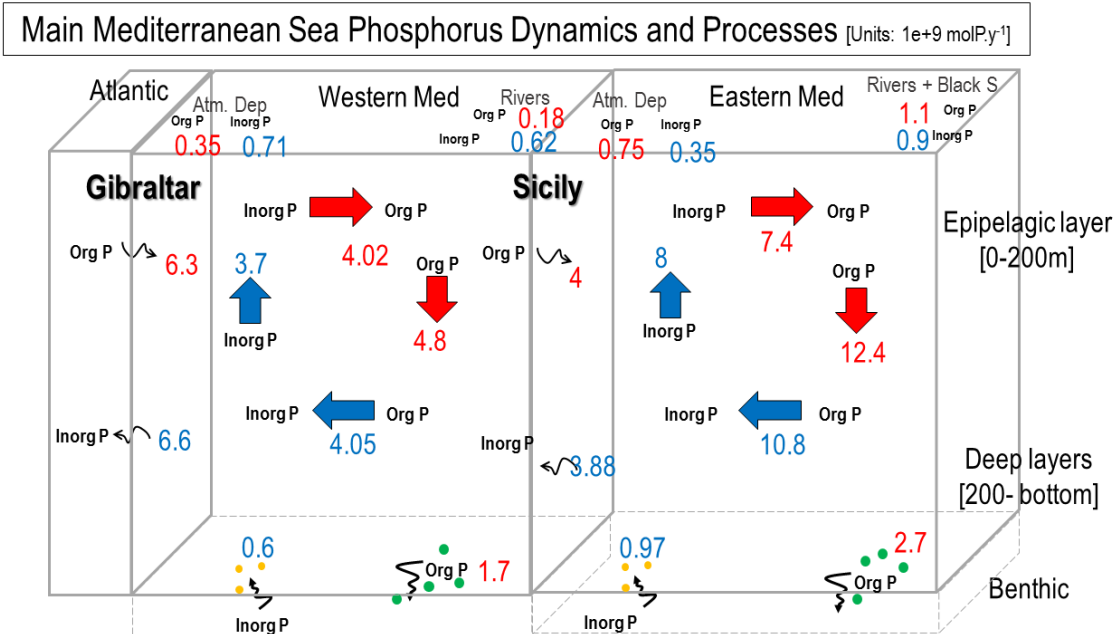 Main Mediterranean Sea Phosphorus Dynamics and Processes [Units: 1e+9 molP.y-1]
Atlantic
Western Med
Eastern Med
Rivers + Black S
Atm. Dep
Rivers
Atm. Dep
Org P Inorg P
0.35 0.71
Org P 0.18
Inorg P 0.62
Org P Inorg P
0.75 0.35
1.1 Org P
0.9 Inorg P
Gibraltar
Sicily
Inorg P Org P
4.02
Inorg P Org P
7.4
Epipelagic layer
[0-200m]
Org P 6.3
3.7
Inorg P
Org P
4.8
Org P 4
8
Inorg P
Org P
12.4
Inorg P Org P
4.05
Inorg P Org P
10.8
Inorg P 6.6
Inorg P 3.88
Deep layers
[200- bottom]
0.6
Inorg P
Org P 1.7
0.97
Inorg P
2.7
Org P
Benthic